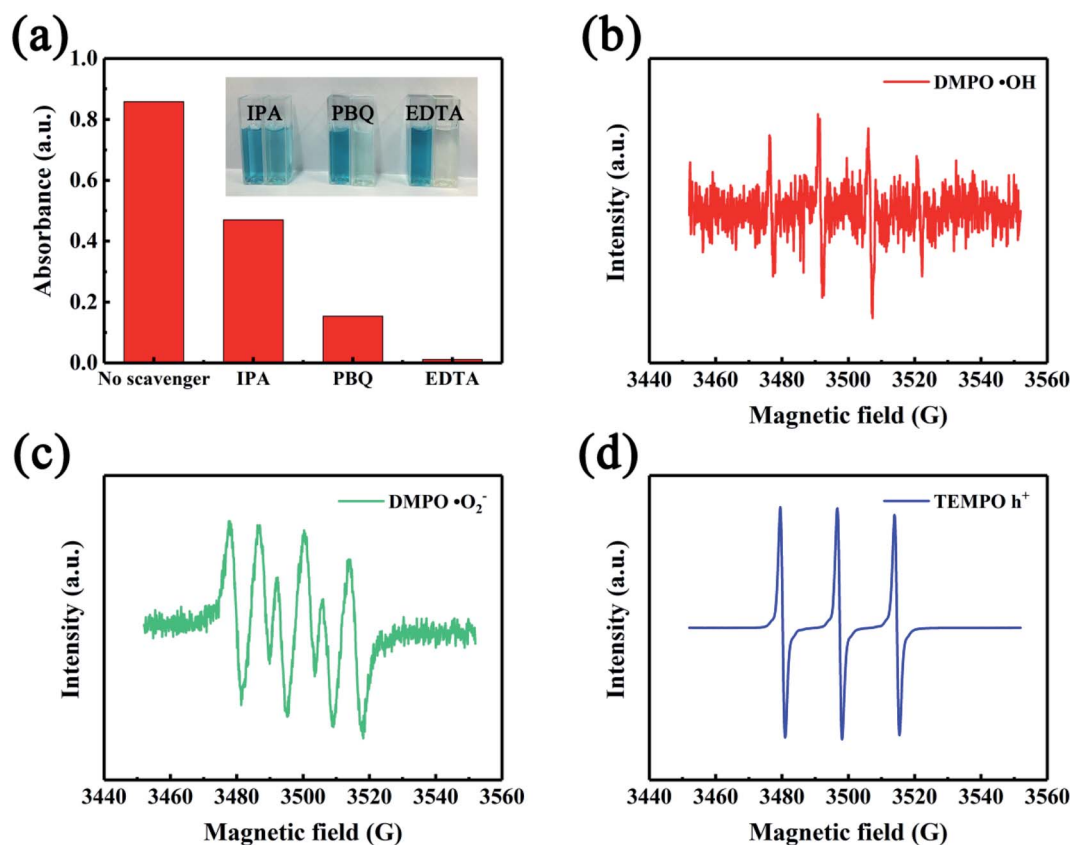 (a)
Absorbance (a.u.)
1.0
0.8
0.6
0.4
0.2
0.0
IPA PBQ EDTA
No scavenger IPA PBQ EDTA
(b)
Intensity (a.u.)
DMPO •OH
3440 3460 3480 3500 3520 3540 3560
Magnetic field (G)
(c)
Intensity (a.u.)
DMPO •O₂⁻
3440 3460 3480 3500 3520 3540 3560
Magnetic field (G)
(d)
Intensity (a.u.)
TEMPO h⁺
3440 3460 3480 3500 3520 3540 3560
Magnetic field (G)